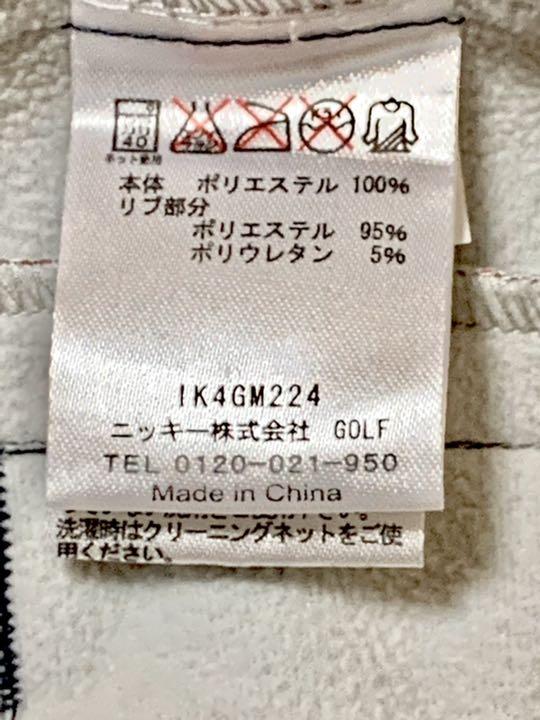 40
ネット使用
本体 ポリエステル 100%
リブ部分
ポリエステル 95%
ポリウレタン 5%
IK4GM224
ニッキー株式会社 GOLF
TEL 0120-021-950
Made in China
洗濯時はクリーニングネットをご使
用ください。